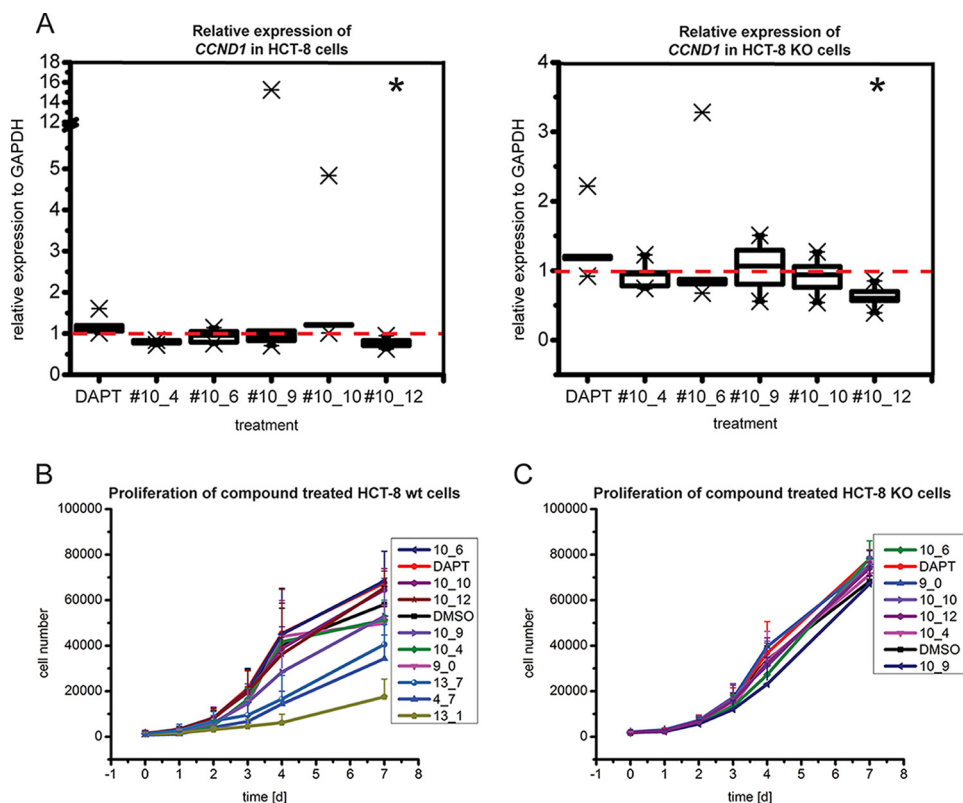 A
Relative expression of
CCND1 in HCT-8 cells
relative expression to GAPDH
18
16
14
12
5
4
3
2
1
0
DAPT #10_4 #10_6 #10_9 #10_10 #10_12
treatment
*
Relative expression of
CCND1 in HCT-8 KO cells
relative expression to GAPDH
4
3
2
1
0
DAPT #10_4 #10_6 #10_9 #10_10 #10_12
treatment
*
B
Proliferation of compound treated HCT-8 wt cells
cell number
100000
80000
60000
40000
20000
0
-1 0 1 2 3 4 5 6 7 8
time [d]
10_6
DAPT
10_10
10_12
DMSO
10_9
10_4
9_0
13_7
4_7
13_1
C
Proliferation of compound treated HCT-8 KO cells
cell number
100000
80000
60000
40000
20000
0
-1 0 1 2 3 4 5 6 7 8
time [d]
10_6
DAPT
9_0
10_10
10_12
10_4
DMSO
10_9